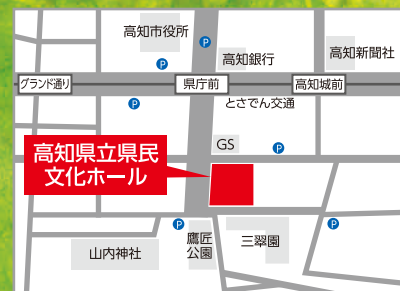 高知市役所
P
高知銀行
高知新聞社
P
グランド通り
県庁前
高知城前
P
とさでん交通
GS
P
高知県立県民
文化ホール
P
鷹匠
公園
三翠園
P
山内神社